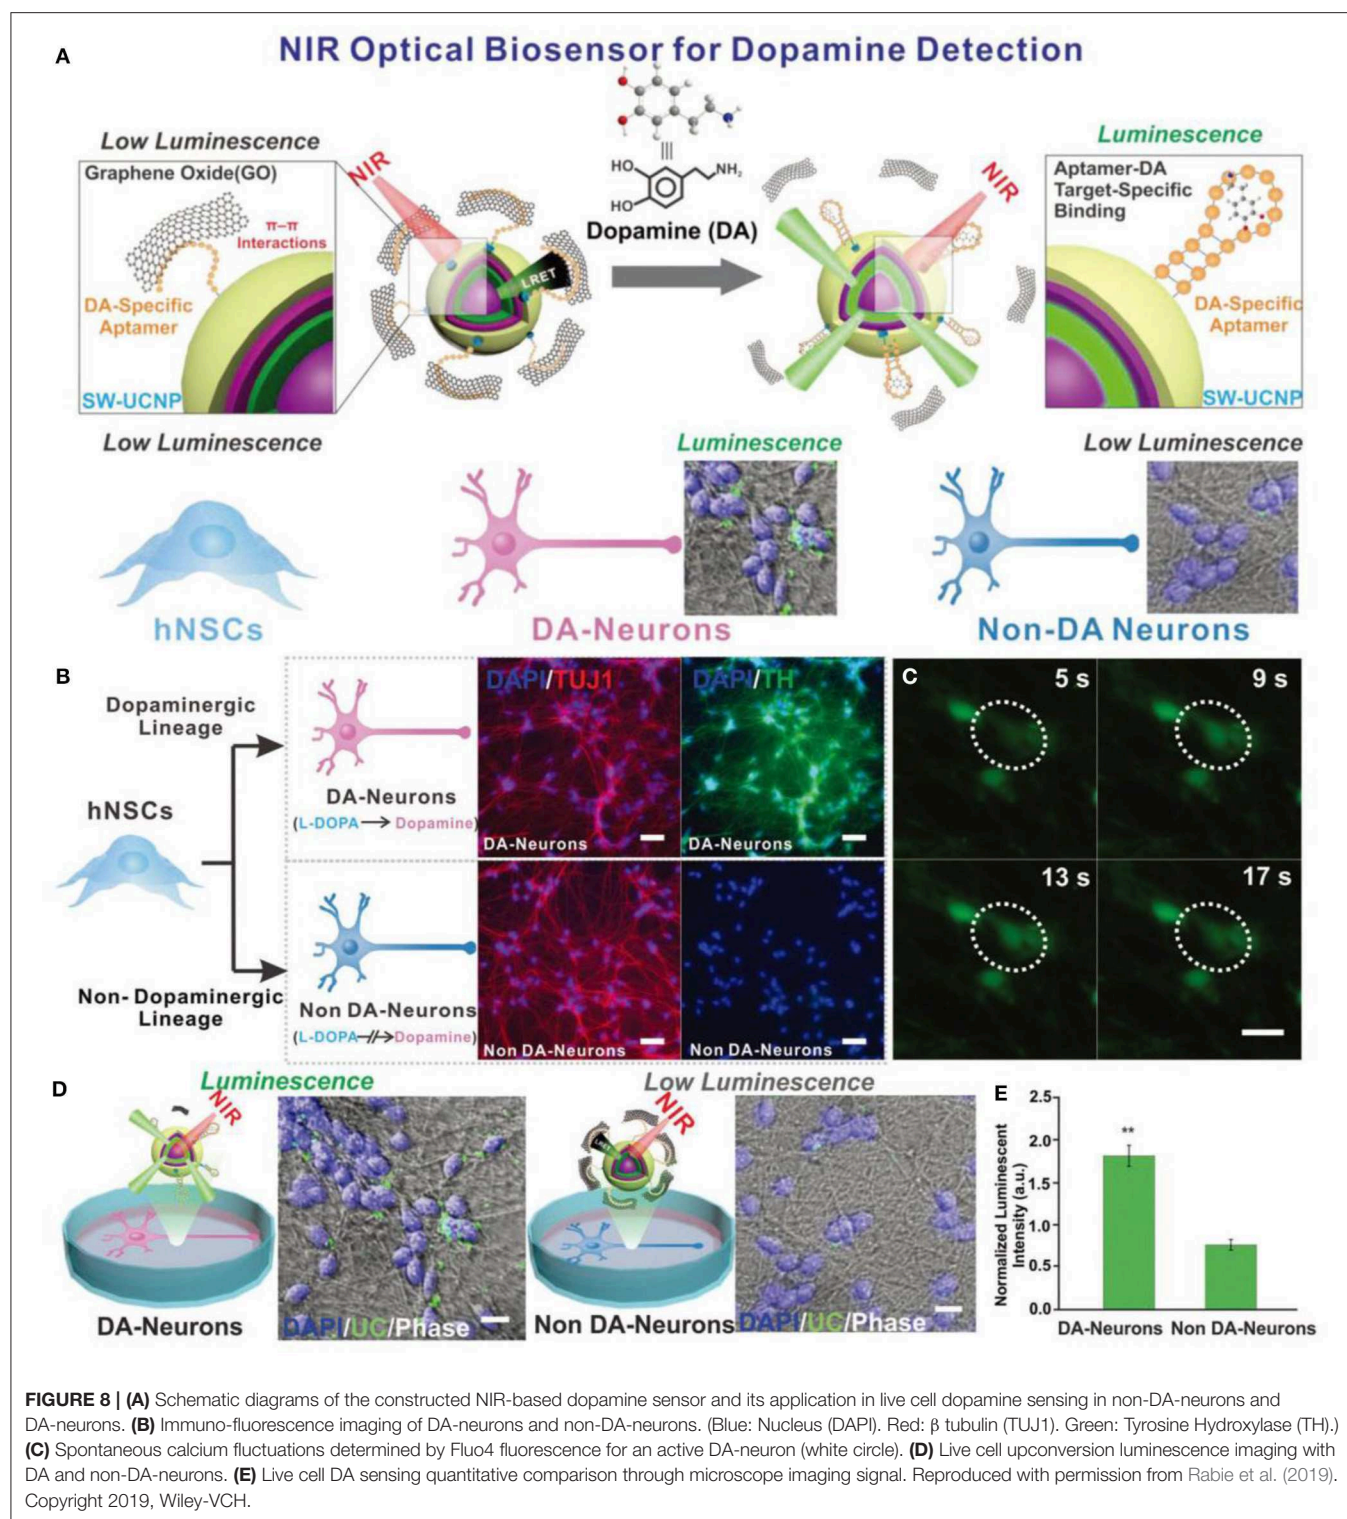 A
NIR Optical Biosensor for Dopamine Detection
Low Luminescence
Graphene Oxide(GO)
π–π
Interactions
DA-Specific
Aptamer
SW-UCNP
NIR
LRET
HO
NH2
HO
Dopamine (DA)
NIR
Luminescence
Aptamer-DA
Target-Specific
Binding
DA-Specific
Aptamer
SW-UCNP
Low Luminescence
hNSCs
Luminescence
DA-Neurons
Low Luminescence
Non-DA Neurons
B
Dopaminergic
Lineage
hNSCs
Non- Dopaminergic
Lineage
DA-Neurons
(L-DOPA → Dopamine)
Non DA-Neurons
(L-DOPA -//-> Dopamine)
DAPI/TUJ1
DA-Neurons
DAPI/TH
DA-Neurons
Non DA-Neurons
Non DA-Neurons
C
5 s
9 s
13 s
17 s
D
Luminescence
NIR
DA-Neurons
DAPI/UC/Phase
Low Luminescence
NIR
LRET
Non DA-Neurons
DAPI/UC/Phase
E
Normalized Luminescent
Intensity (a.u.)
2.5
2.0
1.5
1.0
0.5
0.0
**
DA-Neurons Non DA-Neurons
FIGURE 8 | (A) Schematic diagrams of the constructed NIR-based dopamine sensor and its application in live cell dopamine sensing in non-DA-neurons and
DA-neurons. (B) Immuno-fluorescence imaging of DA-neurons and non-DA-neurons. (Blue: Nucleus (DAPI). Red: β tubulin (TUJ1). Green: Tyrosine Hydroxylase (TH).)
(C) Spontaneous calcium fluctuations determined by Fluo4 fluorescence for an active DA-neuron (white circle). (D) Live cell upconversion luminescence imaging with
DA and non-DA-neurons. (E) Live cell DA sensing quantitative comparison through microscope imaging signal. Reproduced with permission from Rabie et al. (2019).
Copyright 2019, Wiley-VCH.